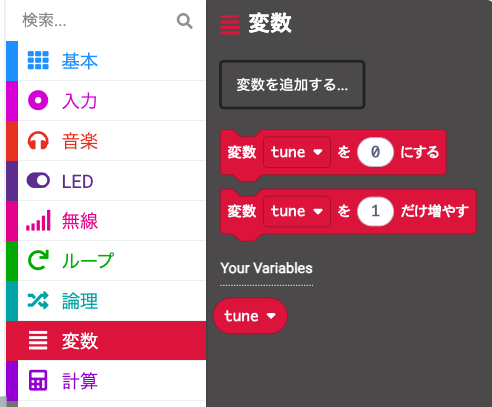 検索...
基本
入力
音楽
LED
無線
ループ
論理
変数
計算
変数
変数を追加する...
変数 tune を 0 にする
変数 tune を 1 だけ増やす
Your Variables
tune